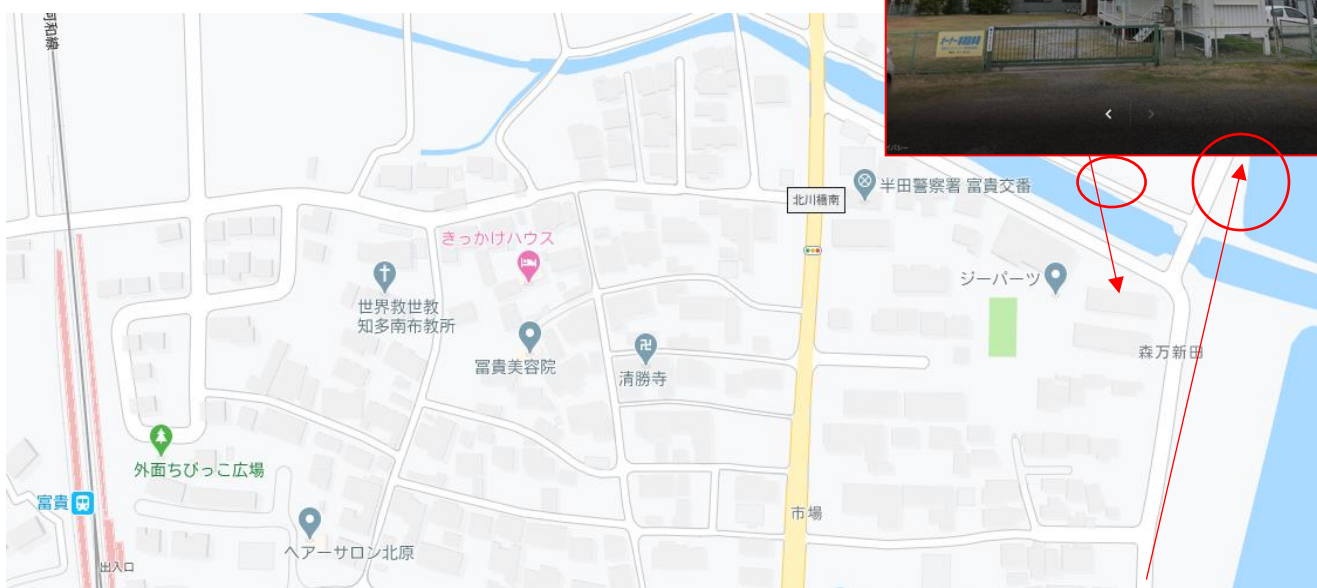 河和線
北川橋南
半田警察署 富貴交番
きっかけハウス
ジーパーツ
世界救世教
知多南布教所
冨貴美容院
清勝寺
森万新田
外面ちびっこ広場
富貴
市場
ヘアーサロン北原
出入口